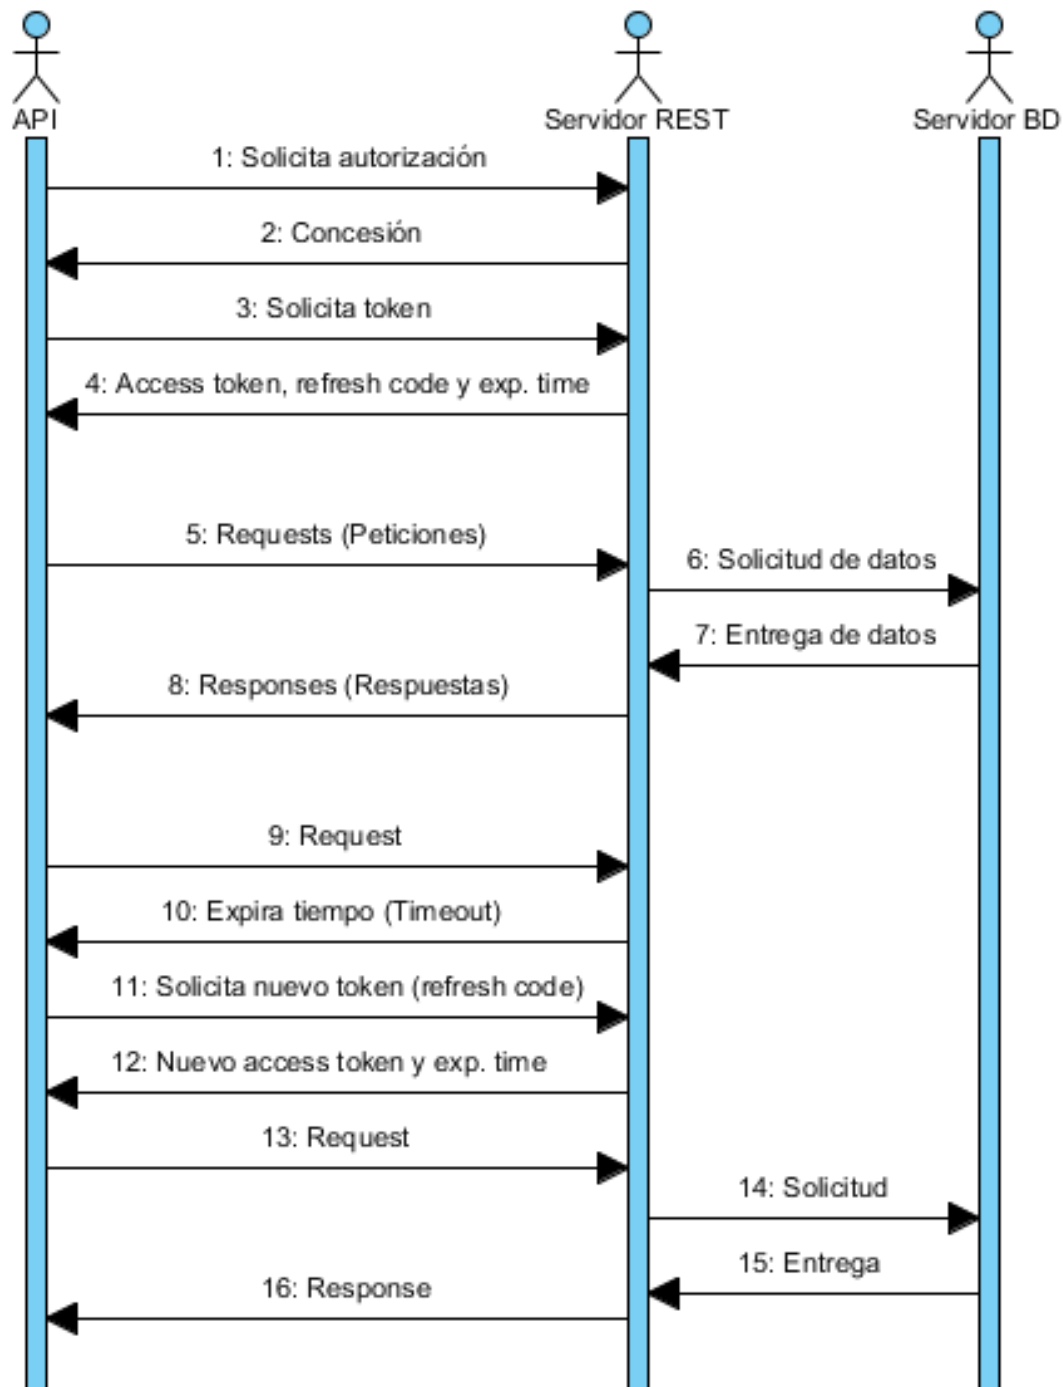 API
Servidor REST
Servidor BD
1: Solicita autorización
2: Concesión
3: Solicita token
4: Access token, refresh code y exp. time
5: Requests (Peticiones)
6: Solicitud de datos
7: Entrega de datos
8: Responses (Respuestas)
9: Request
10: Expira tiempo (Timeout)
11: Solicita nuevo token (refresh code)
12: Nuevo access token y exp. time
13: Request
14: Solicitud
15: Entrega
16: Response